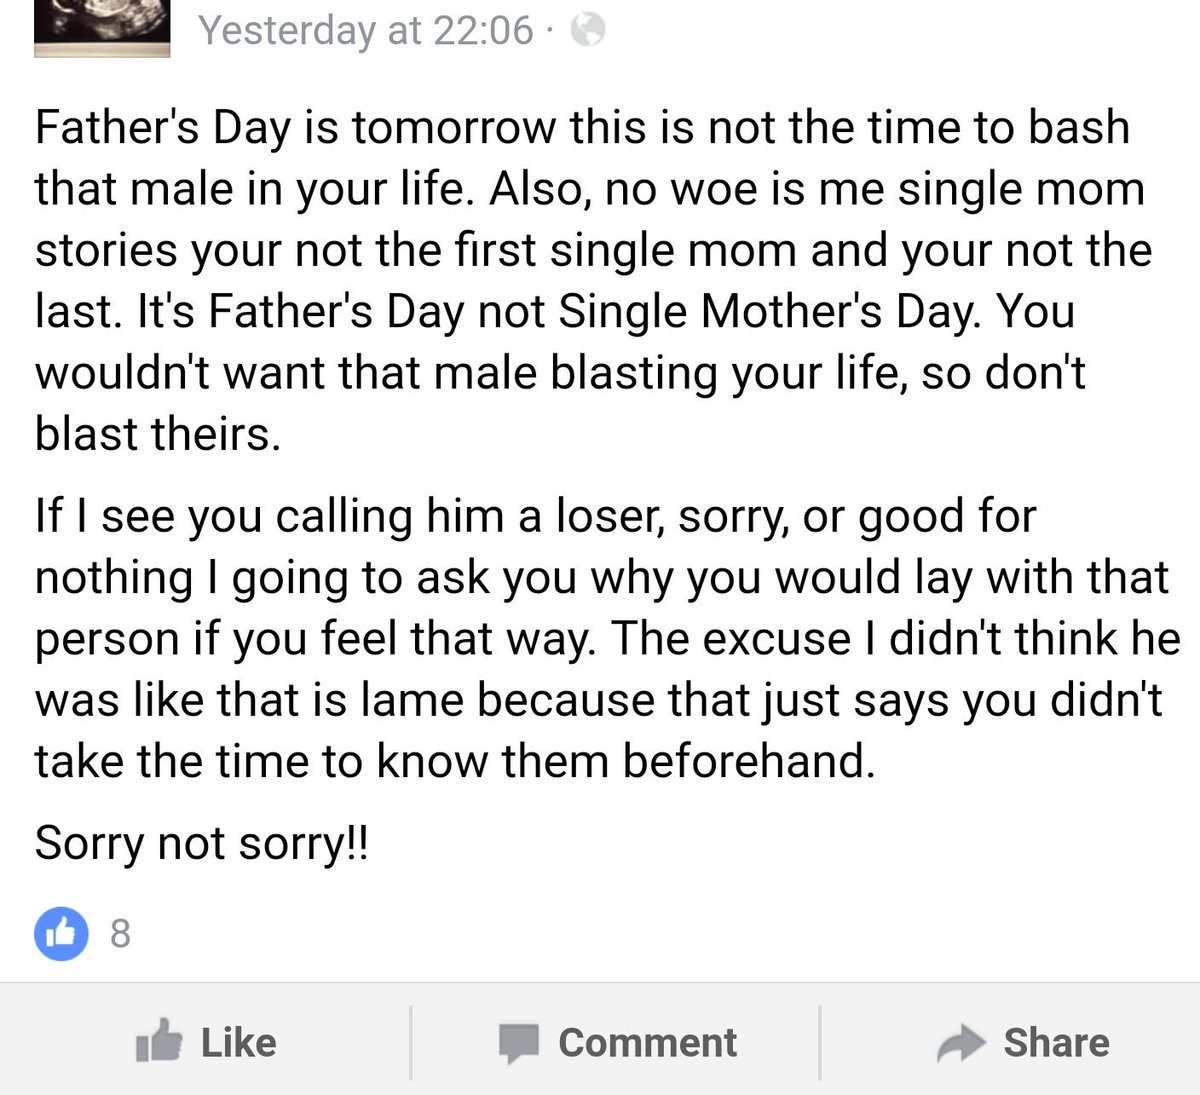 Yesterday at 22:06 ·
Father's Day is tomorrow this is not the time to bash
that male in your life. Also, no woe is me single mom
stories your not the first single mom and your not the
last. It's Father's Day not Single Mother's Day. You
wouldn't want that male blasting your life, so don't
blast theirs.
If I see you calling him a loser, sorry, or good for
nothing I going to ask you why you would lay with that
person if you feel that way. The excuse I didn't think he
was like that is lame because that just says you didn't
take the time to know them beforehand.
Sorry not sorry!!
8
Like Comment Share